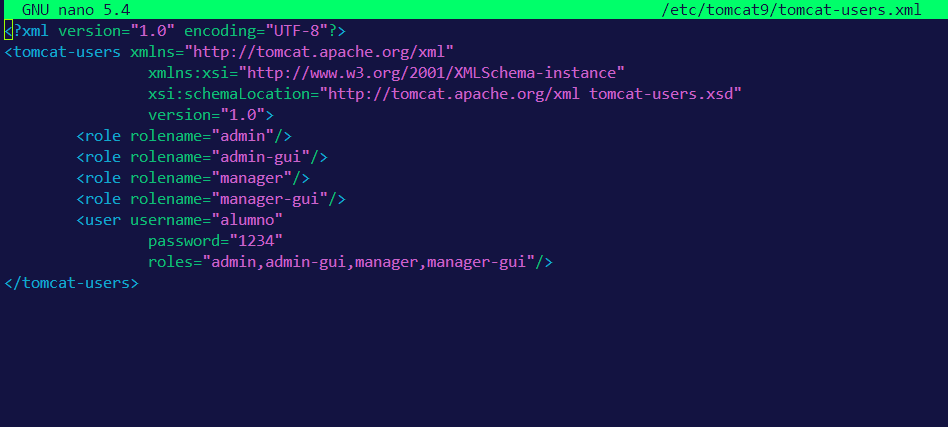 GNU nano 5.4 /etc/tomcat9/tomcat-users.xml
<?xml version="1.0" encoding="UTF-8"?>
<tomcat-users xmlns="http://tomcat.apache.org/xml"
xmlns:xsi="http://www.w3.org/2001/XMLSchema-instance"
xsi:schemaLocation="http://tomcat.apache.org/xml tomcat-users.xsd"
version="1.0">
<role rolename="admin"/>
<role rolename="admin-gui"/>
<role rolename="manager"/>
<role rolename="manager-gui"/>
<user username="alumno"
password="1234"
roles="admin,admin-gui,manager,manager-gui"/>
</tomcat-users>